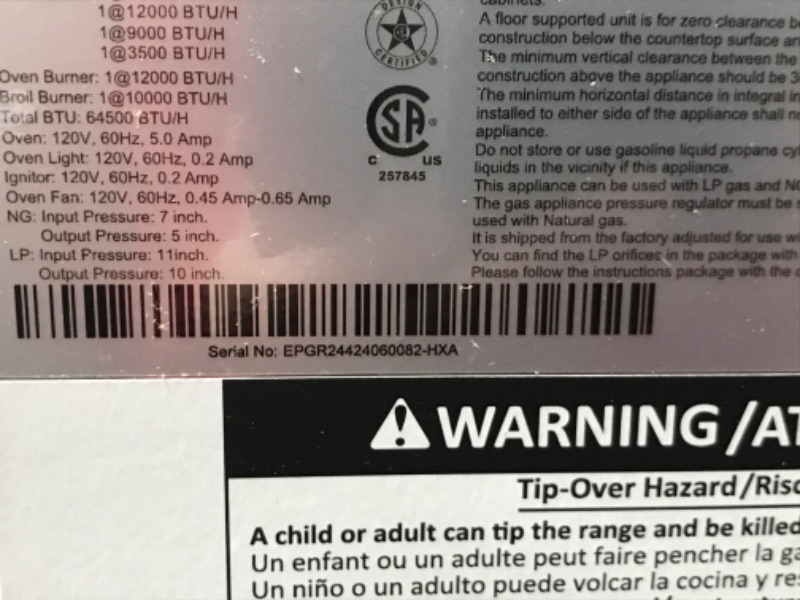 1@12000 BTU/H
1@9000 BTU/H
1@3500 BTU/H
Oven Burner: 1@12000 BTU/H
Broil Burner: 1@10000 BTU/H
Total BTU: 64500 BTU/H
Oven: 120V, 60Hz, 5.0 Amp
Oven Light: 120V, 60Hz, 0.2 Amp
Ignitor: 120V, 60Hz, 0.2 Amp
Oven Fan: 120V, 60Hz, 0.45 Amp-0.65 Amp
NG: Input Pressure: 7 inch.
Output Pressure: 5 inch.
LP: Input Pressure: 11inch.
Output Pressure: 10 inch.
DESIGN
CERTIFIED
®
SA
®
C US
257845
cabinets.
A floor supported unit is for zero clearance
construction below the countertop surface
The minimum vertical clearance between the
construction above the appliance should be
The minimum horizontal distance in integral
installed to either side of the appliance shall
appliance.
Do not store or use gasoline liquid propane
liquids in the vicinity if this appliance.
This appliance can be used with LP gas and
The gas appliance pressure regulator must be
used with Natural gas.
It is shipped from the factory adjusted for use
You can find the LP orifices in the package with
Please follow the instructions package with the
Serial No: EPGR24424060082-HXA
WARNING/AT
Tip-Over Hazard/Risq
A child or adult can tip the range and be killed
Un enfant ou un adulte peut faire pencher la
Un niño o un adulto puede volcar la cocina y